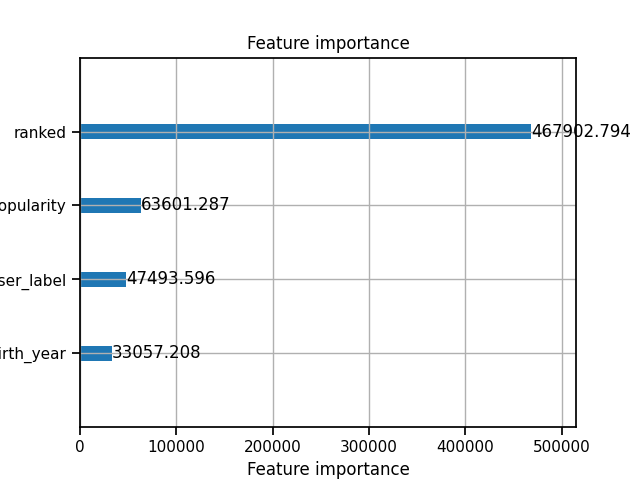 Feature importance
ranked
467902.794
opularity
63601.287
ser_label
47493.596
irth_year
33057.208
0 100000 200000 300000 400000 500000
Feature importance